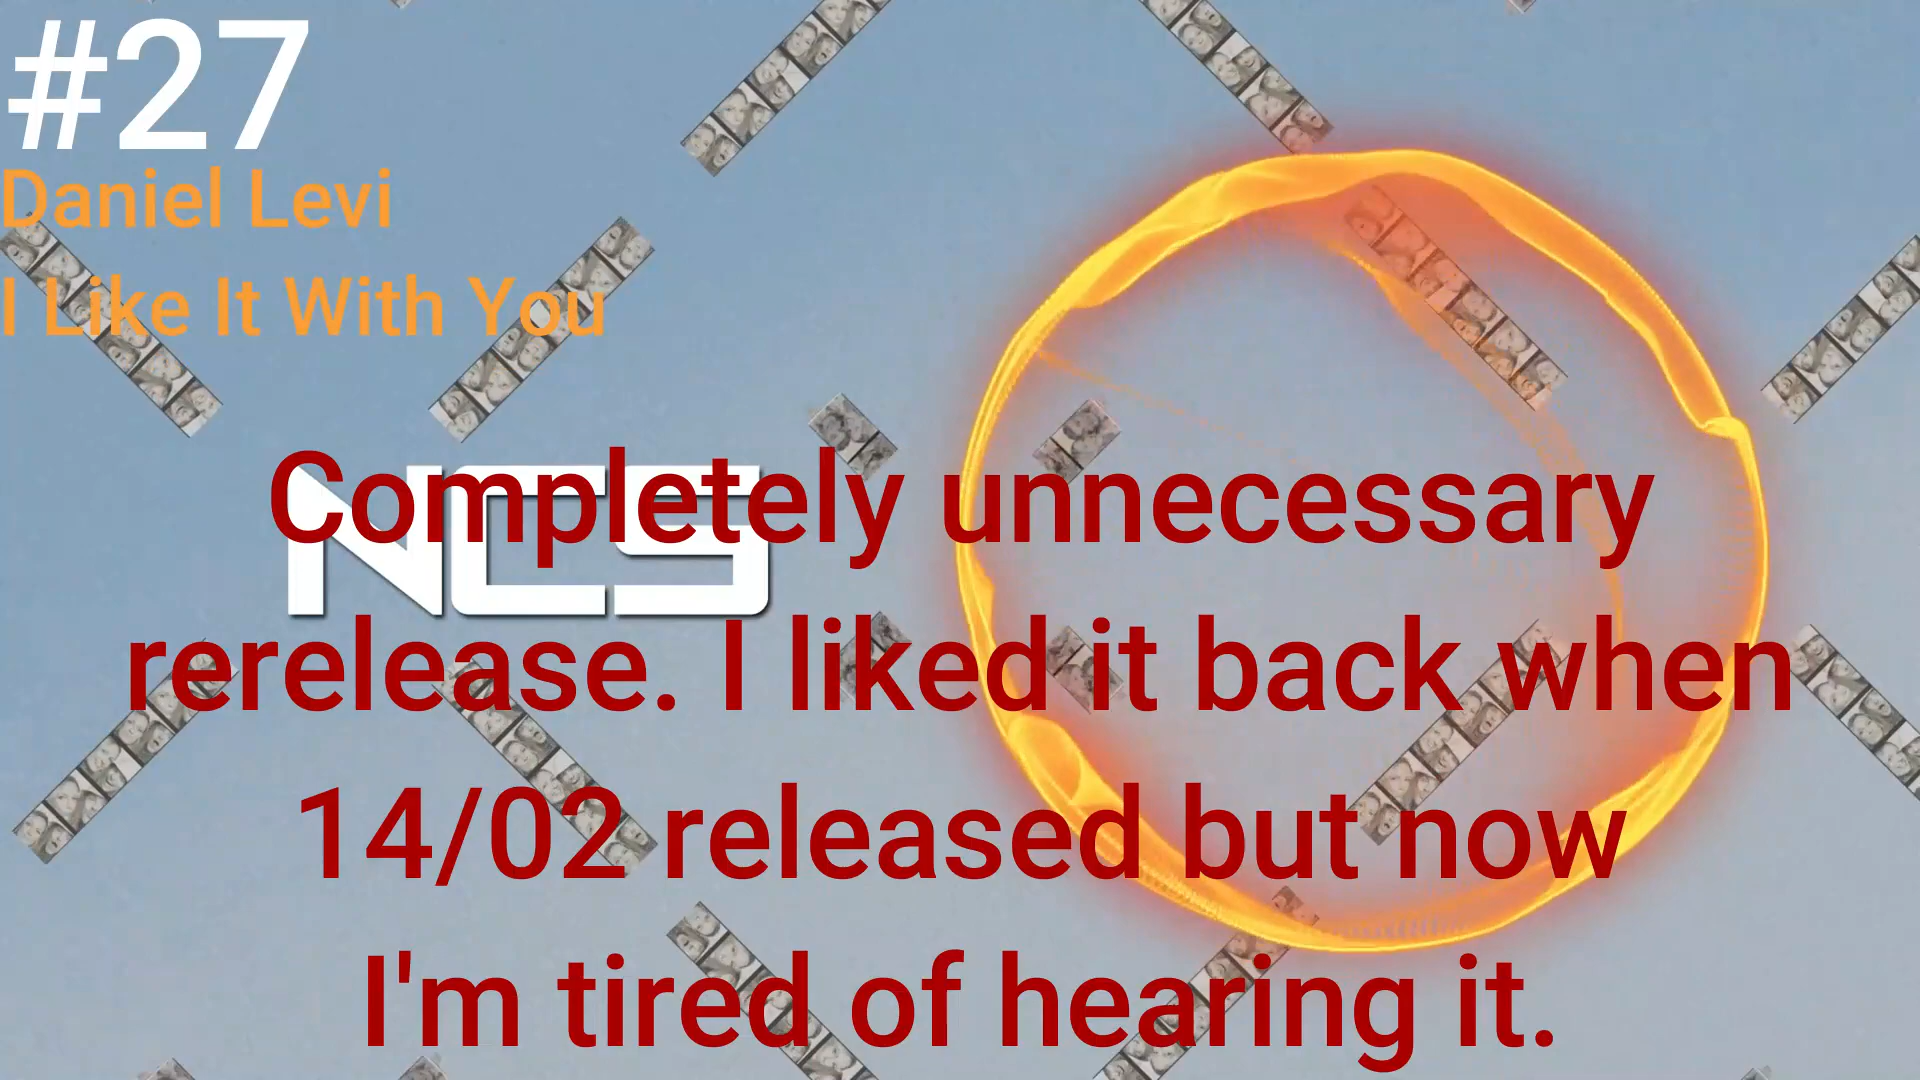 #27
Daniel Levi
I Like It With You
NCS
Completely unnecessary
rerelease. I liked it back when
14/02 released but now
I'm tired of hearing it.